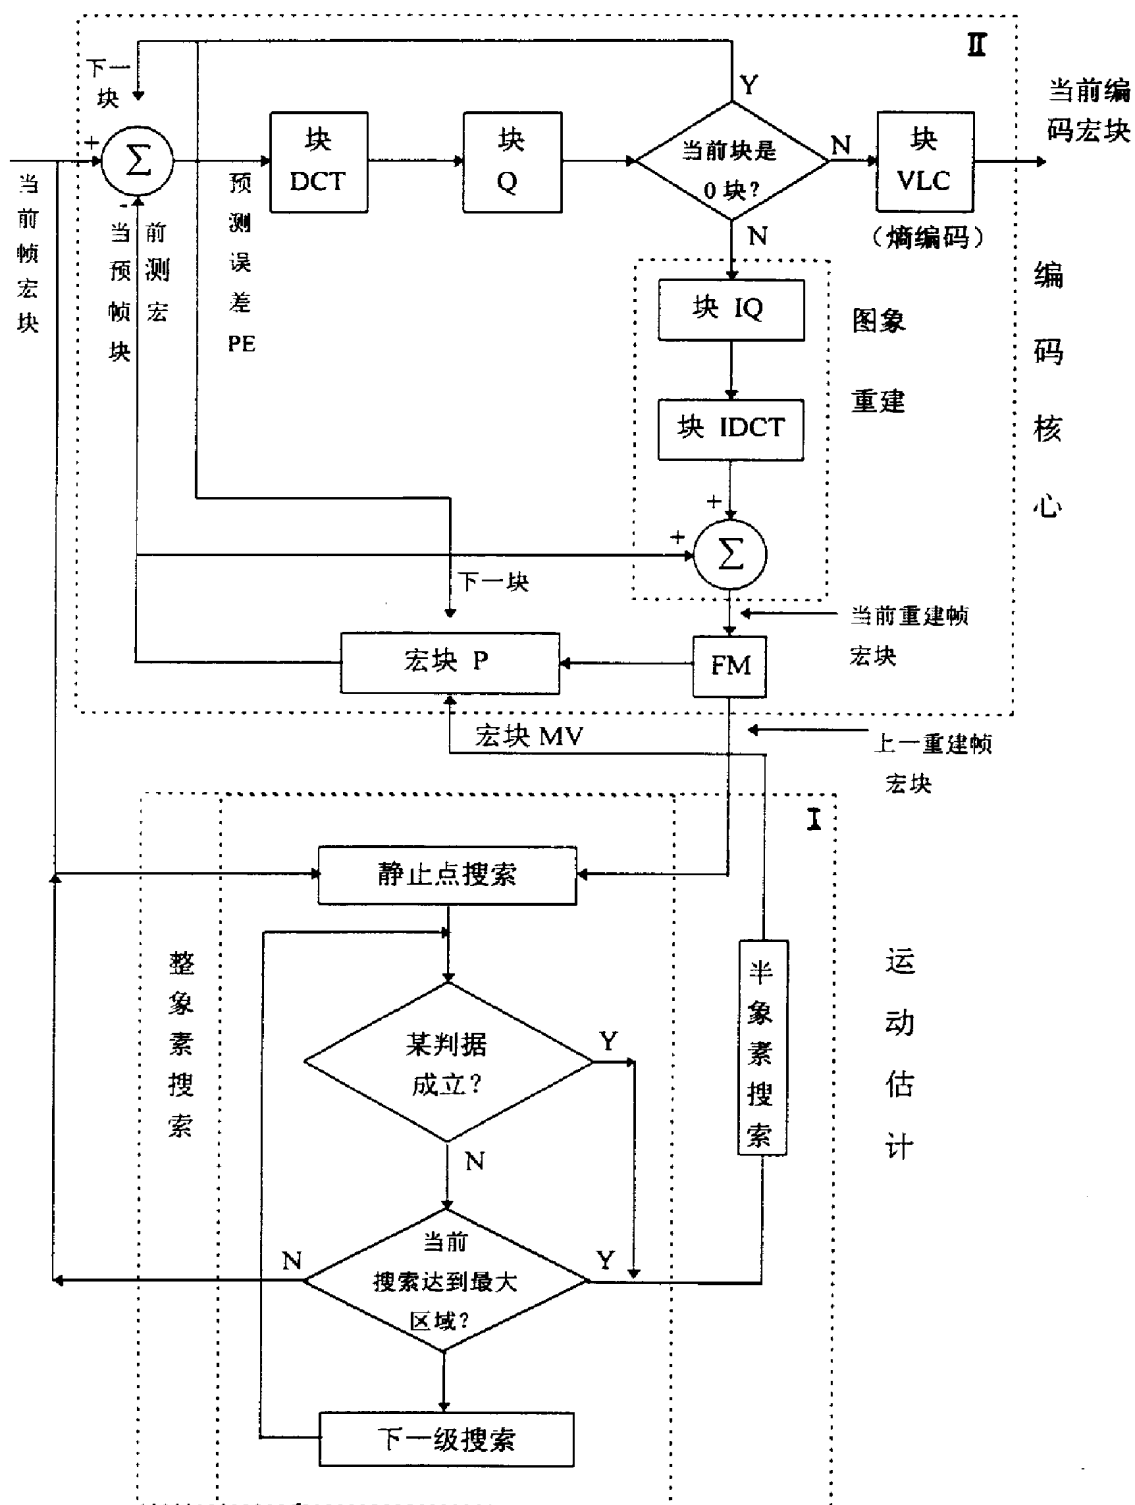 II
下一
块
Y
当前编
码宏块
+
Σ
块
DCT
块
Q
当前块是
0 块?
N
块
VLC
(熵编码)
-
当前帧宏块
当前
预测
帧宏
块
预测误差
PE
N
块 IQ
图象
重建
块 IDCT
编码核心
+
+
Σ
下一块
当前重建帧
宏块
宏块 P
FM
宏块 MV
上一重建帧
宏块
I
静止点搜索
整象素搜索
半象素搜索
运动估计
某判据
成立?
Y
N
当前
搜索达到最大
区域?
N
Y
下一级搜索